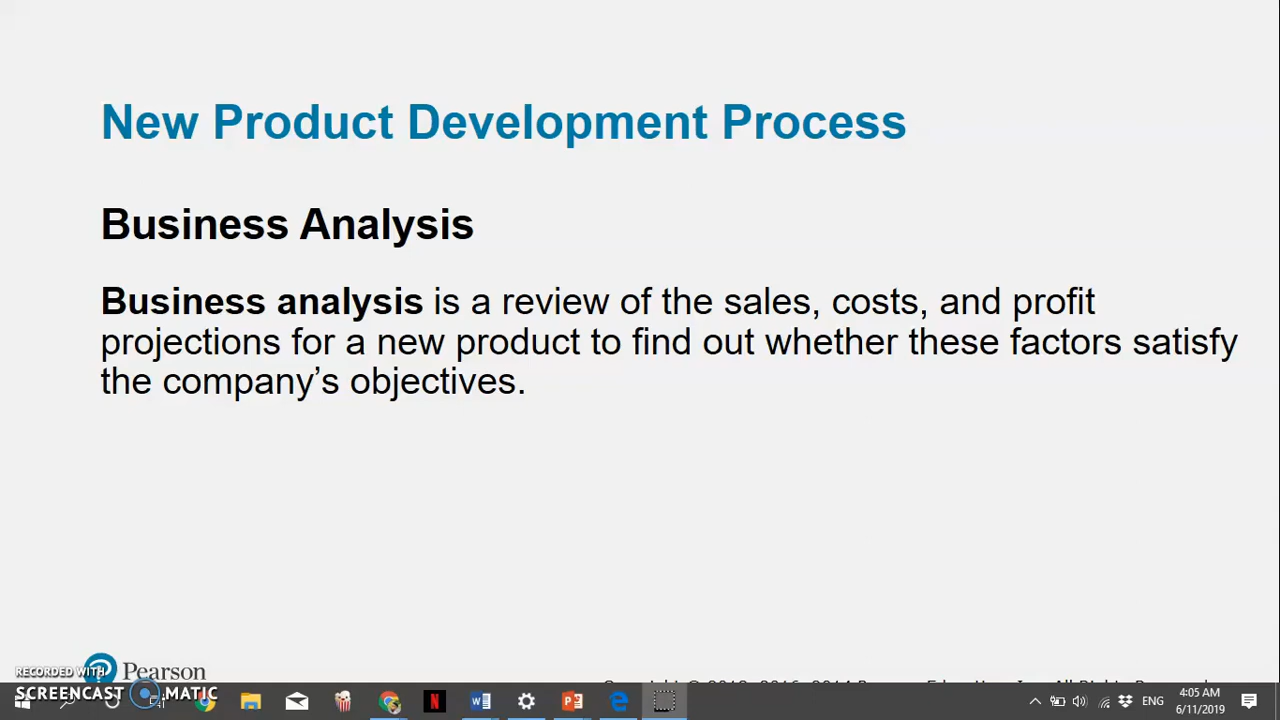 New Product Development Process
Business Analysis
Business analysis is a review of the sales, costs, and profit
projections for a new product to find out whether these factors satisfy
the company’s objectives.
Pearson
RECORDED WITH
SCREENCAST MATIC
ENG
4:05 AM
6/11/2019